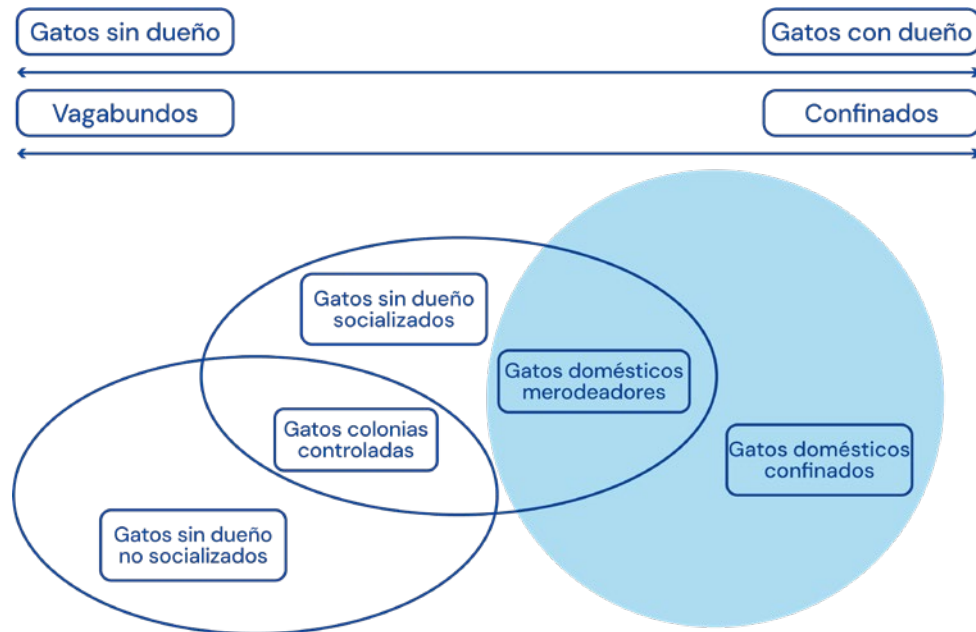 Gatos sin dueño
Gatos con dueño
Vagabundos
Confinados
Gatos sin dueño
socializados
Gatos domésticos
merodeadores
Gatos colonias
controladas
Gatos domésticos
confinados
Gatos sin dueño
no socializados